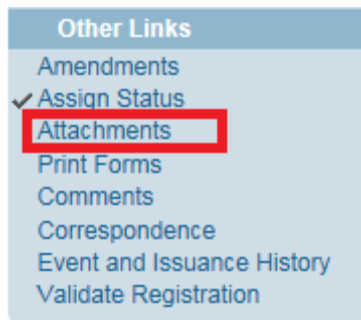 Other Links
Amendments
Assign Status
Attachments
Print Forms
Comments
Correspondence
Event and Issuance History
Validate Registration